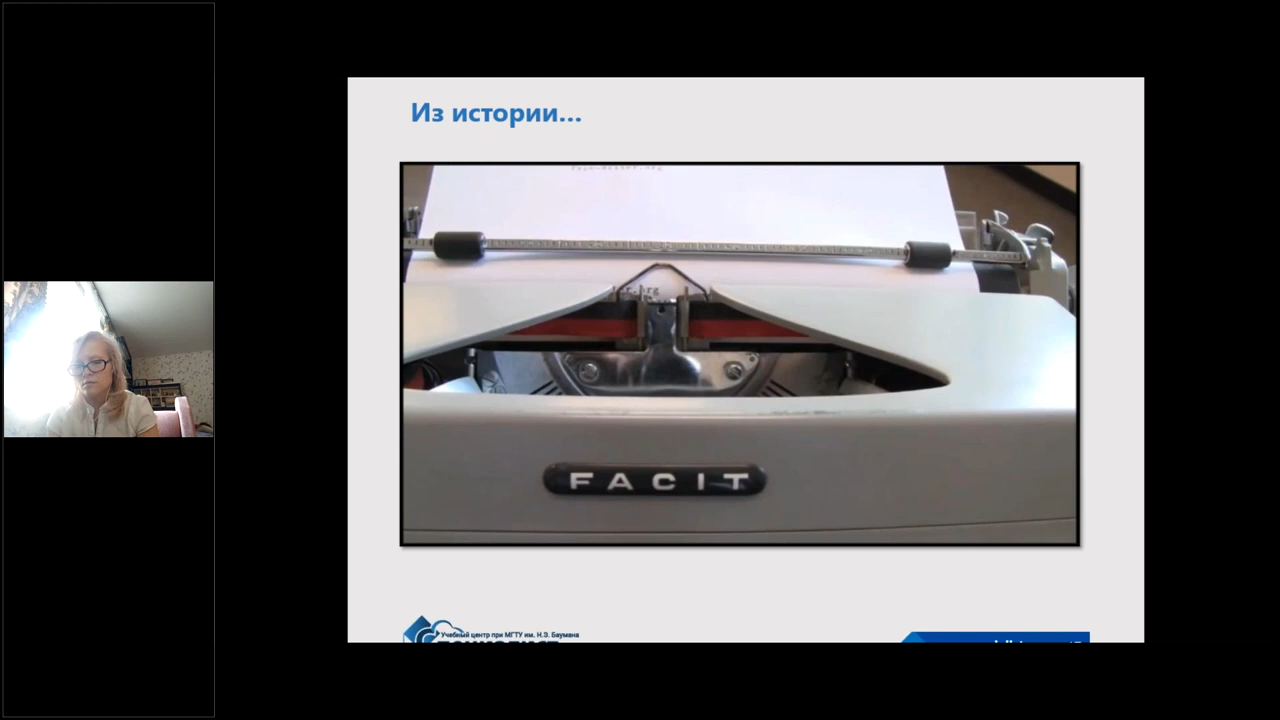 Из истории...
FACIT
Учебный центр при МГТУ им. Н.Э. Баумана